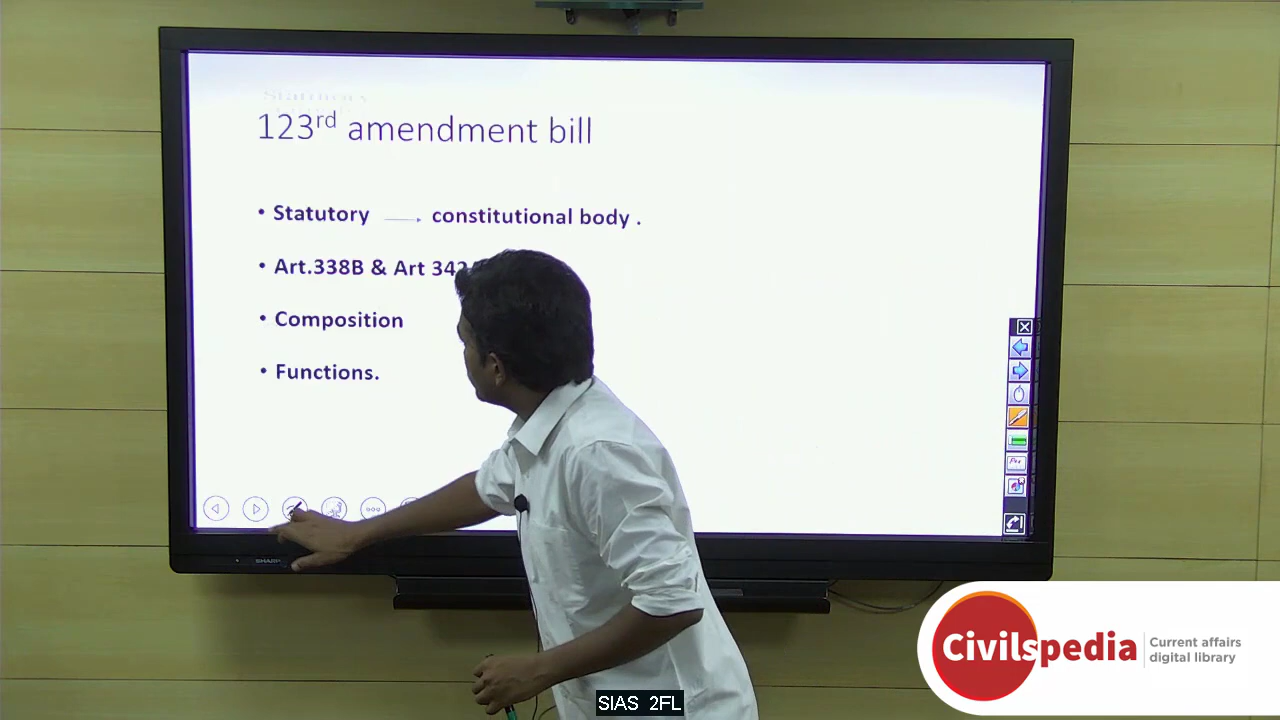 123rd amendment bill
• Statutory → constitutional body .
• Art.338B & Art 342
• Composition
• Functions.
SHARP
Civilspedia
Current affairs
digital library
SIAS 2FL